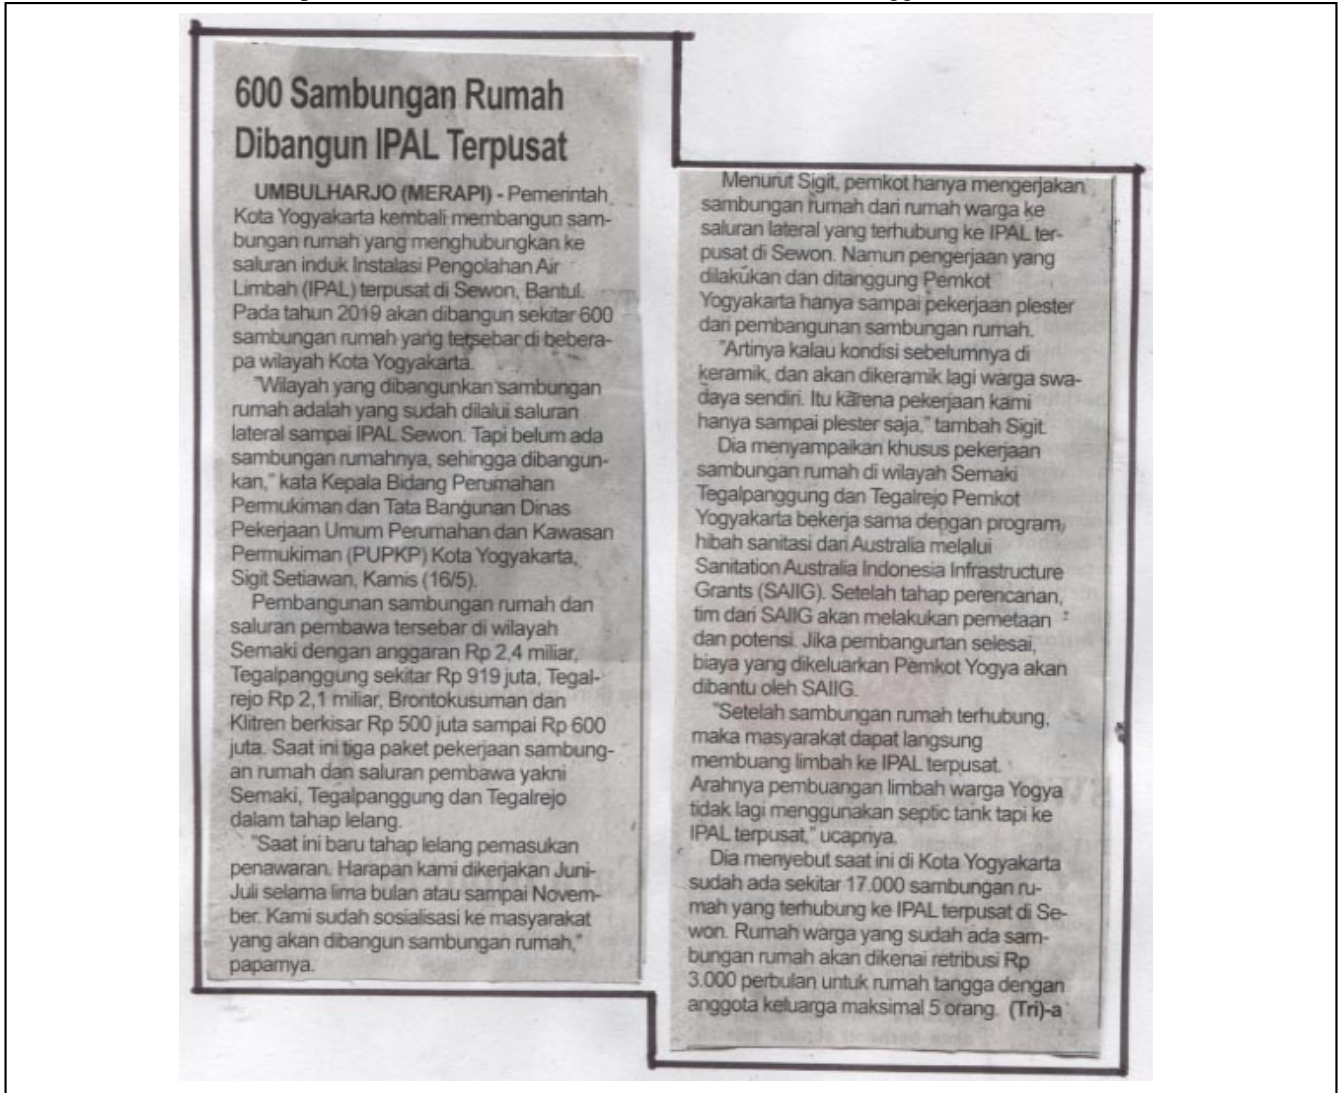 600 Sambungan Rumah
Dibangun IPAL Terpusat
UMBULHARJO (MERAPI) - Pemerintah
Kota Yogyakarta kembali membangun sam-
bungan rumah yang menghubungkan ke
saluran induk Instalasi Pengolahan Air
Limbah (IPAL) terpusat di Sewon, Bantul.
Pada tahun 2019 akan dibangun sekitar 600
sambungan rumah yang tersebar di bebera-
pa wilayah Kota Yogyakarta.
"Wilayah yang dibangunkan sambungan
rumah adalah yang sudah dilalui saluran
lateral sampai IPAL Sewon. Tapi belum ada
sambungan rumahnya, sehingga dibangun-
kan," kata Kepala Bidang Perumahan
Permukiman dan Tata Bangunan Dinas
Pekerjaan Umum Perumahan dan Kawasan
Permukiman (PUPKP) Kota Yogyakarta,
Sigit Setiawan, Kamis (16/5).
Pembangunan sambungan rumah dan
saluran pembawa tersebar di wilayah
Semaki dengan anggaran Rp 2,4 miliar,
Tegalpanggung sekitar Rp 919 juta, Tegal-
rejo Rp 2,1 miliar, Brontokusuman dan
Klitren berkisar Rp 500 juta sampai Rp 600
juta. Saat ini tiga paket pekerjaan sambung-
an rumah dan saluran pembawa yakni
Semaki, Tegalpanggung dan Tegalrejo
dalam tahap lelang.
"Saat ini baru tahap lelang pemasukan
penawaran. Harapan kami dikerjakan Juni-
Juli selama lima bulan atau sampai Novem-
ber. Kami sudah sosialisasi ke masyarakat
yang akan dibangun sambungan rumah,"
paparnya.
Menurut Sigit, pemkot hanya mengerjakan
sambungan rumah dari rumah warga ke
saluran lateral yang terhubung ke IPAL ter-
pusat di Sewon. Namun pengerjaan yang
dilakukan dan ditanggung Pemkot
Yogyakarta hanya sampai pekerjaan plester
dari pembangunan sambungan rumah.
"Artinya kalau kondisi sebelumnya di
keramik, dan akan dikeramik lagi warga swa-
daya sendiri. Itu karena pekerjaan kami
hanya sampai plester saja," tambah Sigit.
Dia menyampaikan khusus pekerjaan
sambungan rumah di wilayah Semaki
Tegalpanggung dan Tegalrejo Pemkot
Yogyakarta bekerja sama dengan program
hibah sanitasi dari Australia melalui
Sanitation Australia Indonesia Infrastructure
Grants (SAIIG). Setelah tahap perencanan,
tim dari SAIIG akan melakukan pemetaan
dan potensi. Jika pembangunan selesai,
biaya yang dikeluarkan Pemkot Yogya akan
dibantu oleh SAIIG.
"Setelah sambungan rumah terhubung,
maka masyarakat dapat langsung
membuang limbah ke IPAL terpusat.
Arahnya pembuangan limbah warga Yogya
tidak lagi menggunakan septic tank tapi ke
IPAL terpusat," ucapnya.
Dia menyebut saat ini di Kota Yogyakarta
sudah ada sekitar 17.000 sambungan ru-
mah yang terhubung ke IPAL terpusat di Se-
won. Rumah warga yang sudah ada sam-
bungan rumah akan dikenai retribusi Rp
3.000 perbulan untuk rumah tangga dengan
anggota keluarga maksimal 5 orang. (Tri)-a